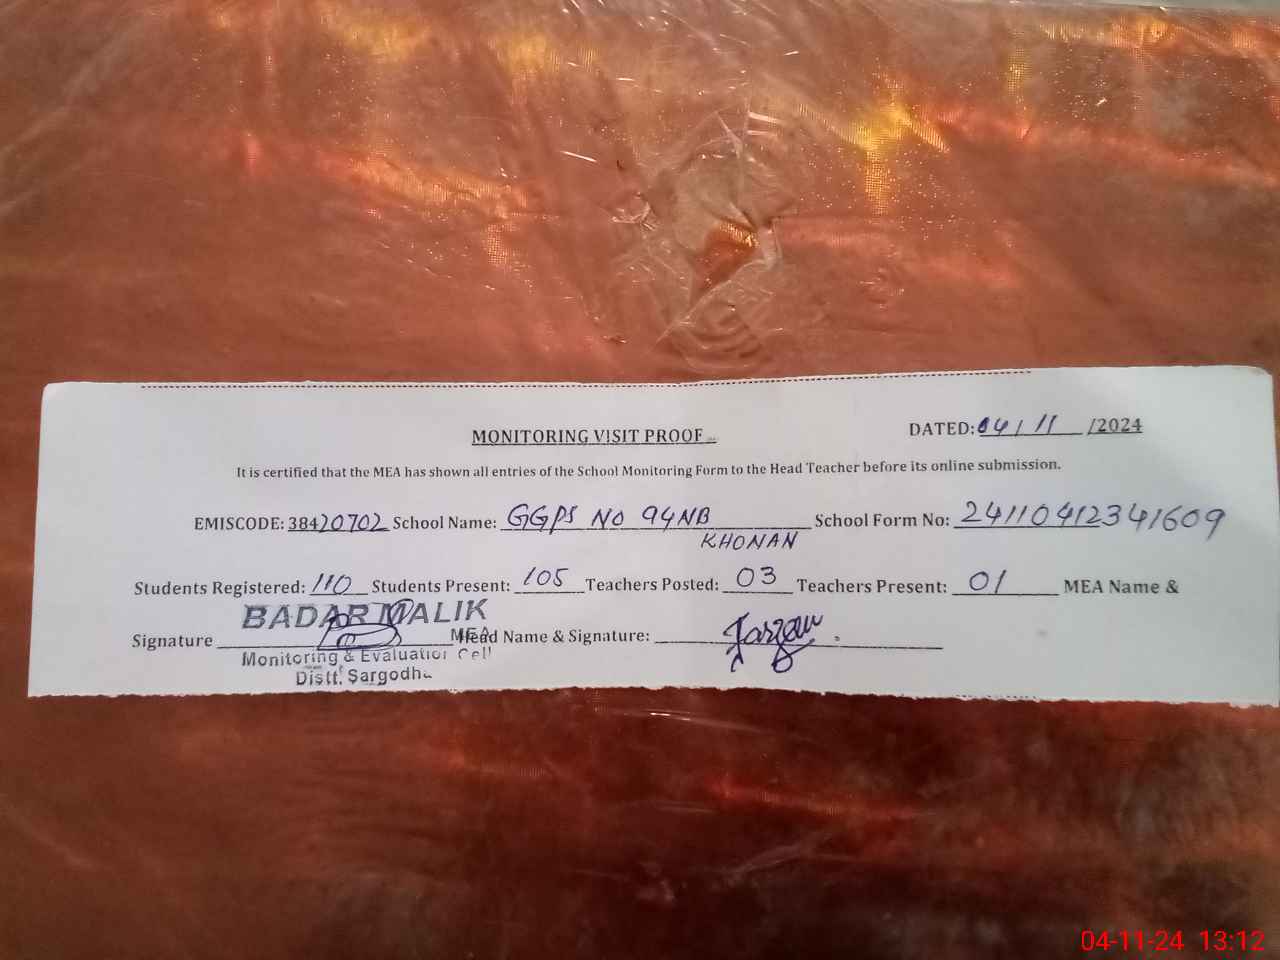 MONITORING VISIT PROOF
DATED: 04/11/2024
It is certified that the MEA has shown all entries of the School Monitoring Form to the Head Teacher before its online submission.
EMISCODE: 38420702 School Name: GGPS NO 94NB School Form No: 24110412341609
KHONAN
Students Registered: 110 Students Present: 105 Teachers Posted: 03 Teachers Present: 01 MEA Name &
BADAR MALIK
Signature MEA Head Name & Signature:
Monitoring & Evaluation Cell
Distt. Sargodha
04-11-24 13:12